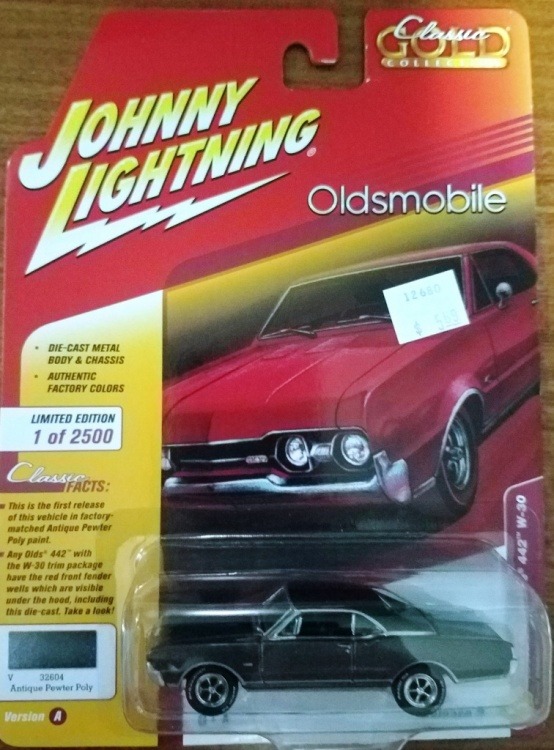 Classic
GOLD
COLLECTION
JOHNNY
LIGHTNING®
Oldsmobile
12680
• DIE-CAST METAL
BODY & CHASSIS
• AUTHENTIC
FACTORY COLORS
LIMITED EDITION
1 of 2500
Classic
FACTS:
This is the first release
of this vehicle in factory-
matched Antique Pewter
Poly paint.
Any Olds® 442™ with
the W-30 trim package
have the red front fender
wells which are visible
under the hood, including
this die-cast. Take a look!
442™ W-30
V 32604
Antique Pewter Poly
Version A